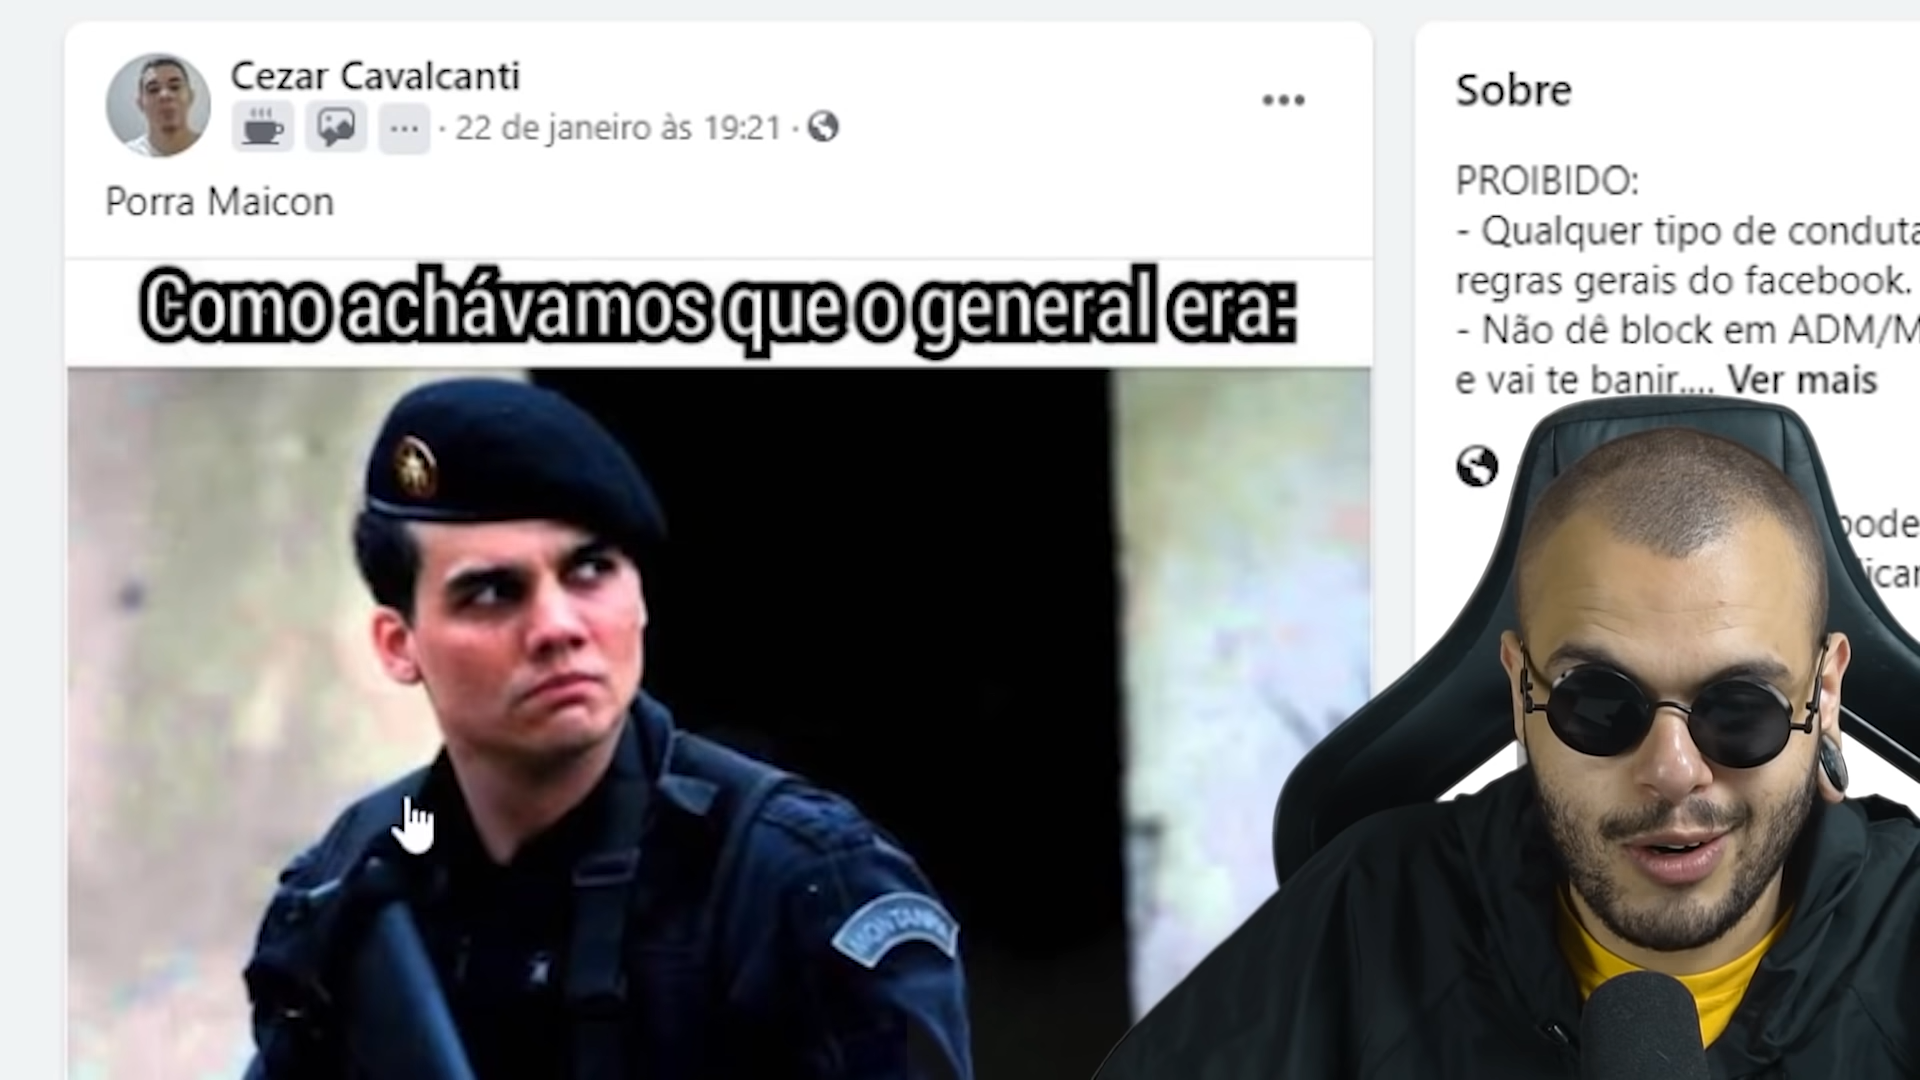 Cezar Cavalcanti
· 22 de janeiro às 19:21 ·
Porra Maicon
Como achávamos que o general era:
MONTANHA
Sobre
PROIBIDO:
- Qualquer tipo de conduta
regras gerais do facebook.
- Não dê block em ADM/M
e vai te banir.... Ver mais
pode